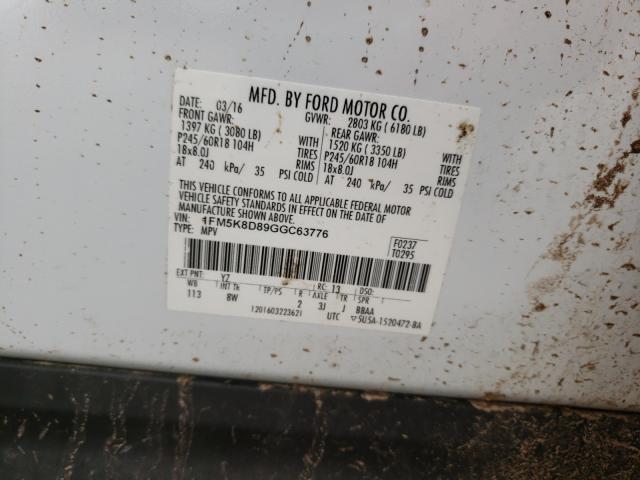 MFD. BY FORD MOTOR CO.
DATE: 03/16 GVWR: 2803 KG ( 6180 LB)
FRONT GAWR: REAR GAWR:
1397 KG ( 3080 LB) 1520 KG ( 3350 LB)
P245/60R18 104H WITH P245/60R18 104H WITH
18x8.0J TIRES 18x8.0J TIRES
RIMS RIMS
AT 240 kPa/ 35 PSI COLD AT 240 kPa/ 35 PSI COLD
THIS VEHICLE CONFORMS TO ALL APPLICABLE FEDERAL MOTOR
VEHICLE SAFETY STANDARDS IN EFFECT ON THE DATE OF
MANUFACTURE SHOWN ABOVE.
VIN: 1FM5K8D89GGC63776 F0237
TYPE: MPV T0295
EXT PNT: YZ RC: 13 DSO:
WB INT TR TP/PS R AXLE TR SPR
113 BW 2 3J J BBAA
1201603223621 UTC ▽5U5A-1520472-BA